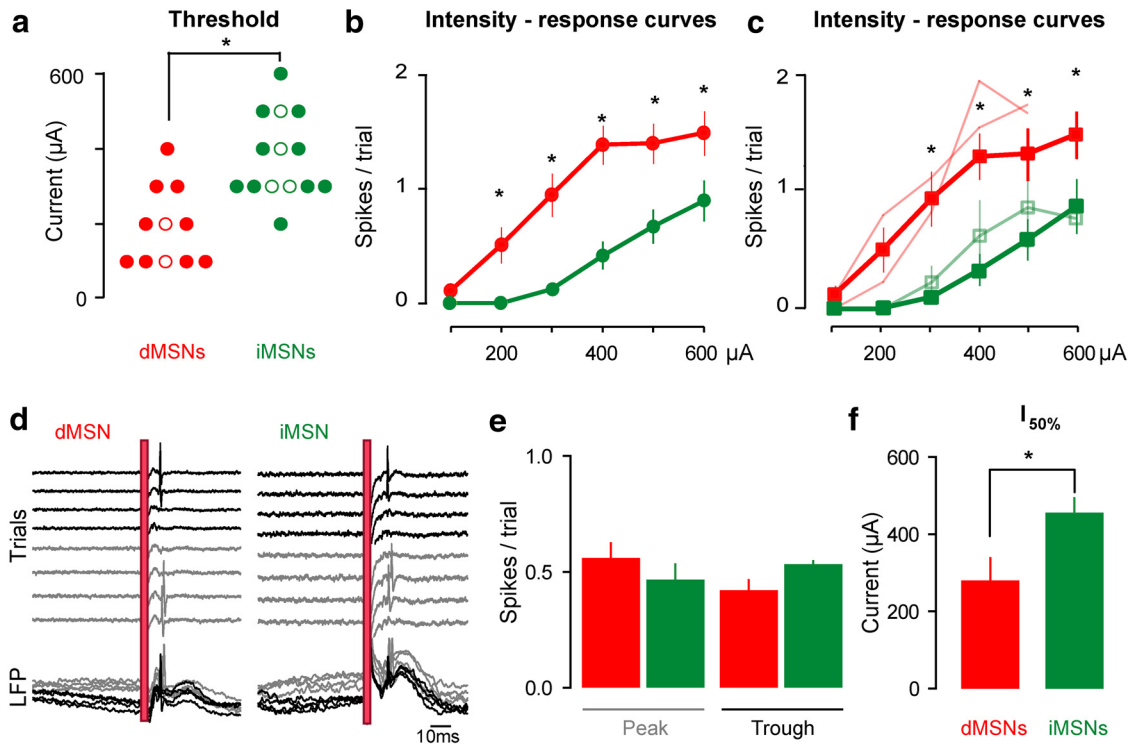 a
Threshold
*
600
0
Current (µA)
dMSNs
iMSNs
b
Intensity - response curves
2
1
0
Spikes / trial
*
*
*
*
*
200
400
600
µA
c
Intensity - response curves
2
1
0
Spikes / trial
*
*
*
*
200
400
600
µA
d
dMSN
iMSN
Trials
LFP
10ms
e
1.0
0.5
0.0
Spikes / trial
Peak
Trough
f
I50%
*
600
400
200
0
Current (µA)
dMSNs
iMSNs